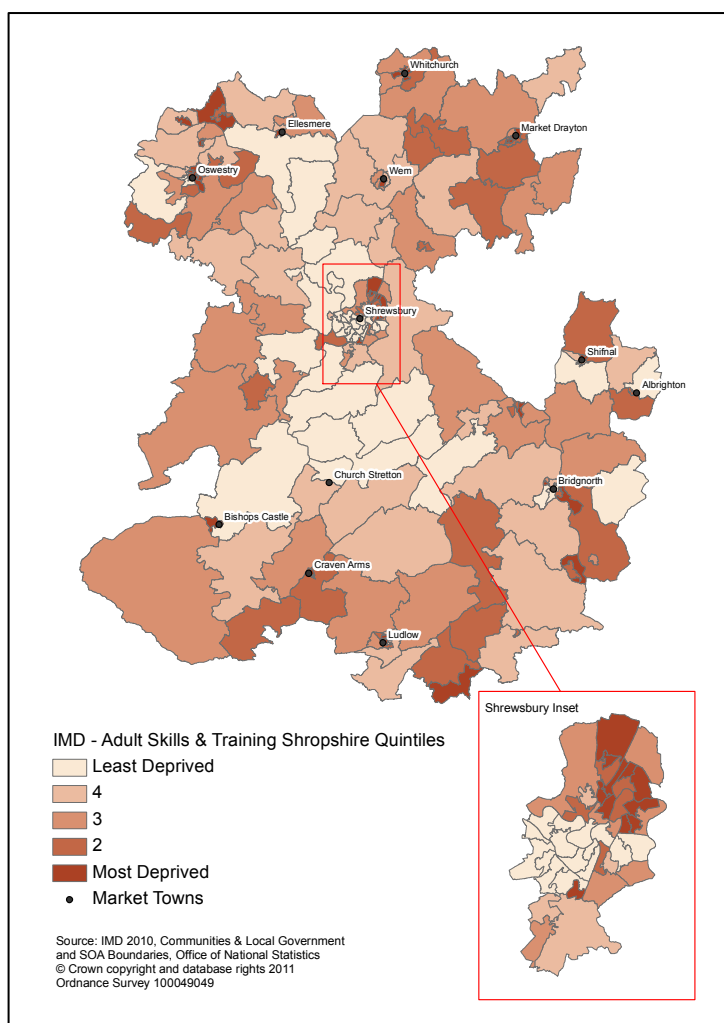 Whitchurch
Ellesmere
Market Drayton
Oswestry
Wem
Shrewsbury
Shifnal
Albrighton
Church Stretton
Bridgnorth
Bishops Castle
Craven Arms
Ludlow
Shrewsbury Inset
IMD - Adult Skills & Training Shropshire Quintiles
Least Deprived
4
3
2
Most Deprived
Market Towns
Source: IMD 2010, Communities & Local Government
and SOA Boundaries, Office of National Statistics
© Crown copyright and database rights 2011
Ordnance Survey 100049049